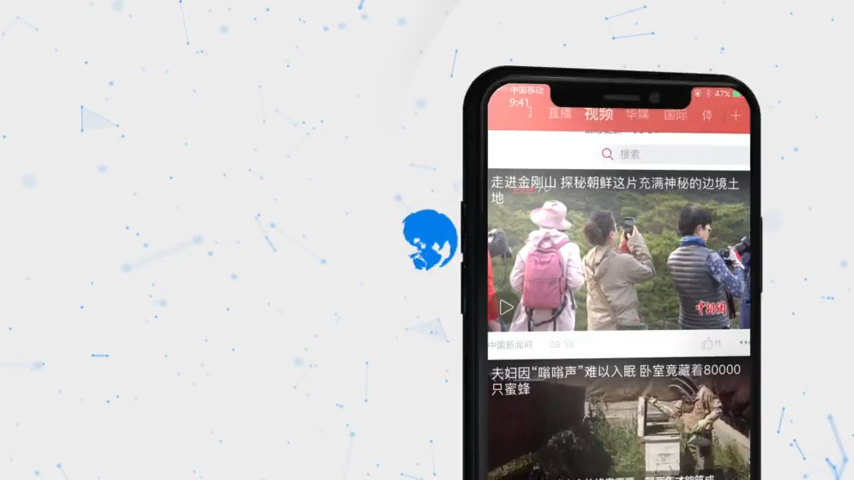 中国移动
9:41
47%
直播 视频 华媒 国际 体 +
搜索
走进金刚山 探秘朝鲜这片充满神秘的边境土
地
中国新闻网 09:38
夫妇因“嗡嗡声”难以入眠 卧室竟藏着80000
只蜜蜂